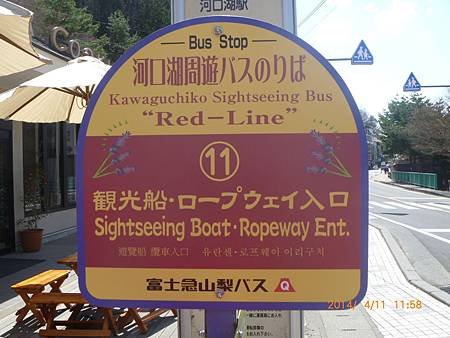 河口湖駅
Bus Stop
河口湖周遊バスのりば
Kawaguchiko Sightseeing Bus
“Red-Line”
⑪
観光船・ロープウェイ入口
Sightseeing Boat・Ropeway Ent.
遊覧船 纜車入口 유란센・로프웨이 이리구치
富士急山梨バス Q
2014/4/11 11:58